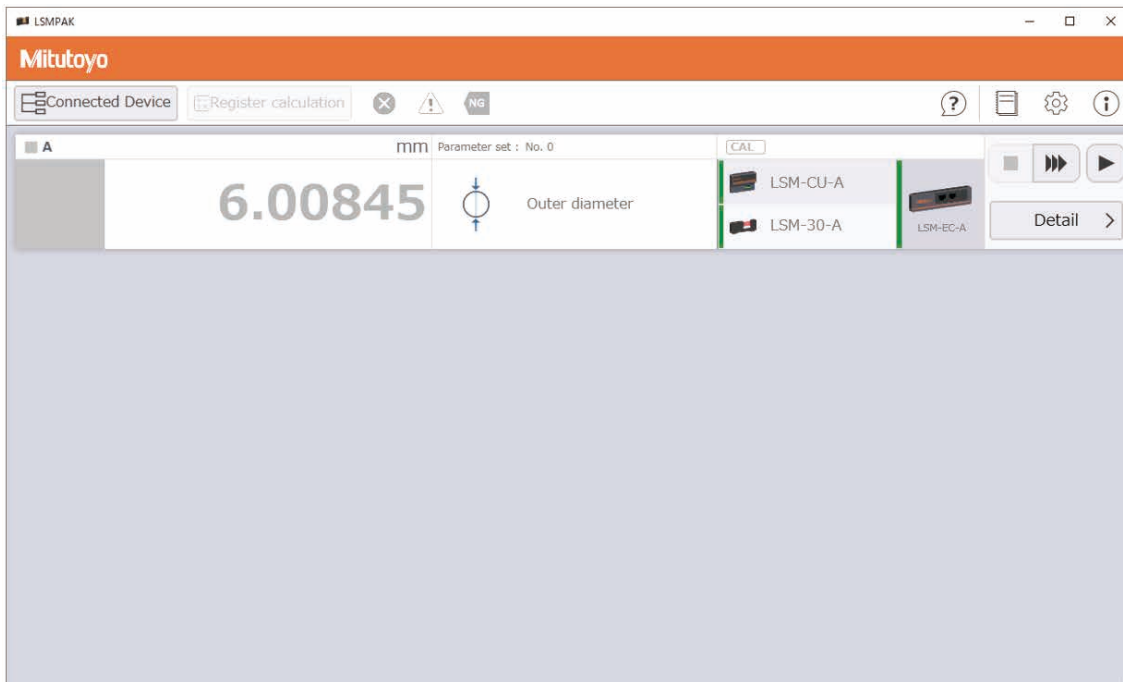 LSMPAK
Mitutoyo
Connected Device
Register calculation
NG
?
i
A
mm
Parameter set : No. 0
CAL
6.00845
Outer diameter
LSM-CU-A
LSM-30-A
LSM-EC-A
Detail >